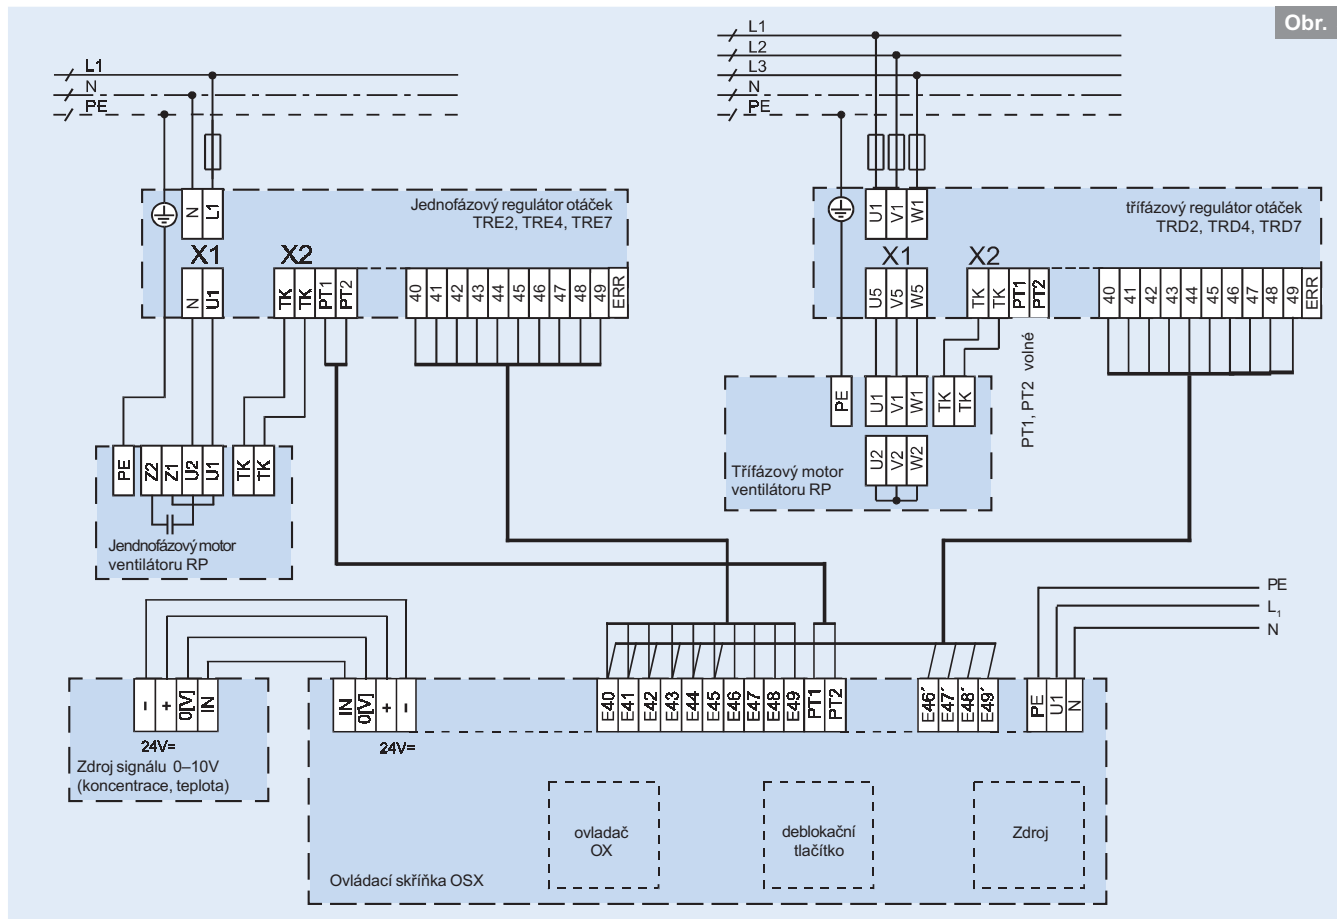 Obr.
L1
N
PE
L1
L2
L3
N
PE
N
L1
Jednofázový regulátor otáček
TRE2, TRE4, TRE7
X1
X2
N
U1
TK
TK
PT1
PT2
40
41
42
43
44
45
46
47
48
49
ERR
U1
V1
W1
třífázový regulátor otáček
TRD2, TRD4, TRD7
X1
X2
U5
V5
W5
TK
TK
PT1
PT2
40
41
42
43
44
45
46
47
48
49
ERR
PT1, PT2 volné
PE
Z2
Z1
U2
U1
TK
TK
Jendnofázový motor
ventilátoru RP
PE
U1
V1
W1
TK
TK
U2
V2
W2
Třífázový motor
ventilátoru RP
PE
L1
N
–
+
0[V]
IN
24V=
Zdroj signálu 0–10V
(koncentrace, teplota)
IN
0[V]
+
–
24V=
E40
E41
E42
E43
E44
E45
E46
E47
E48
E49
PT1
PT2
E46´
E47´
E48´
E49´
PE
U1
N
ovladač
OX
deblokační
tlačítko
Zdroj
Ovládací skříňka OSX